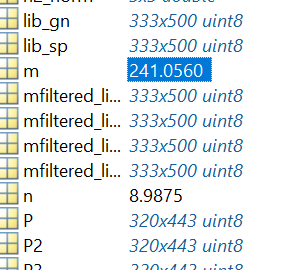 lib_gn 333x500 uint8
lib_sp 333x500 uint8
m 241.0560
mfiltered_li... 333x500 uint8
mfiltered_li... 333x500 uint8
mfiltered_li... 333x500 uint8
mfiltered_li... 333x500 uint8
n 8.9875
P 320x443 uint8
P2 320x443 uint8